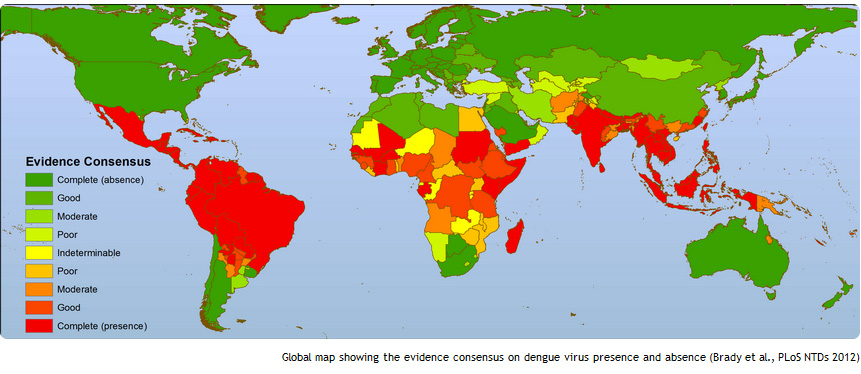 Evidence Consensus
Complete (absence)
Good
Moderate
Poor
Indeterminable
Poor
Moderate
Good
Complete (presence)
Global map showing the evidence consensus on dengue virus presence and absence (Brady et al., PLoS NTDs 2012)